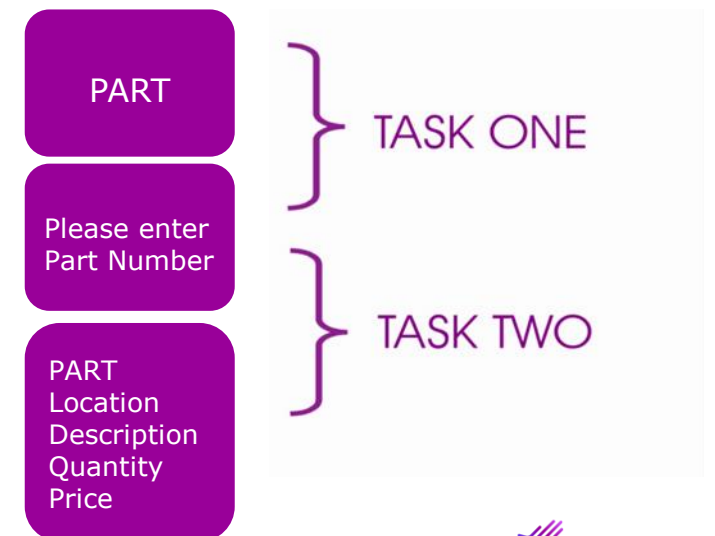 PART
TASK ONE
Please enter
Part Number
TASK TWO
PART
Location
Description
Quantity
Price